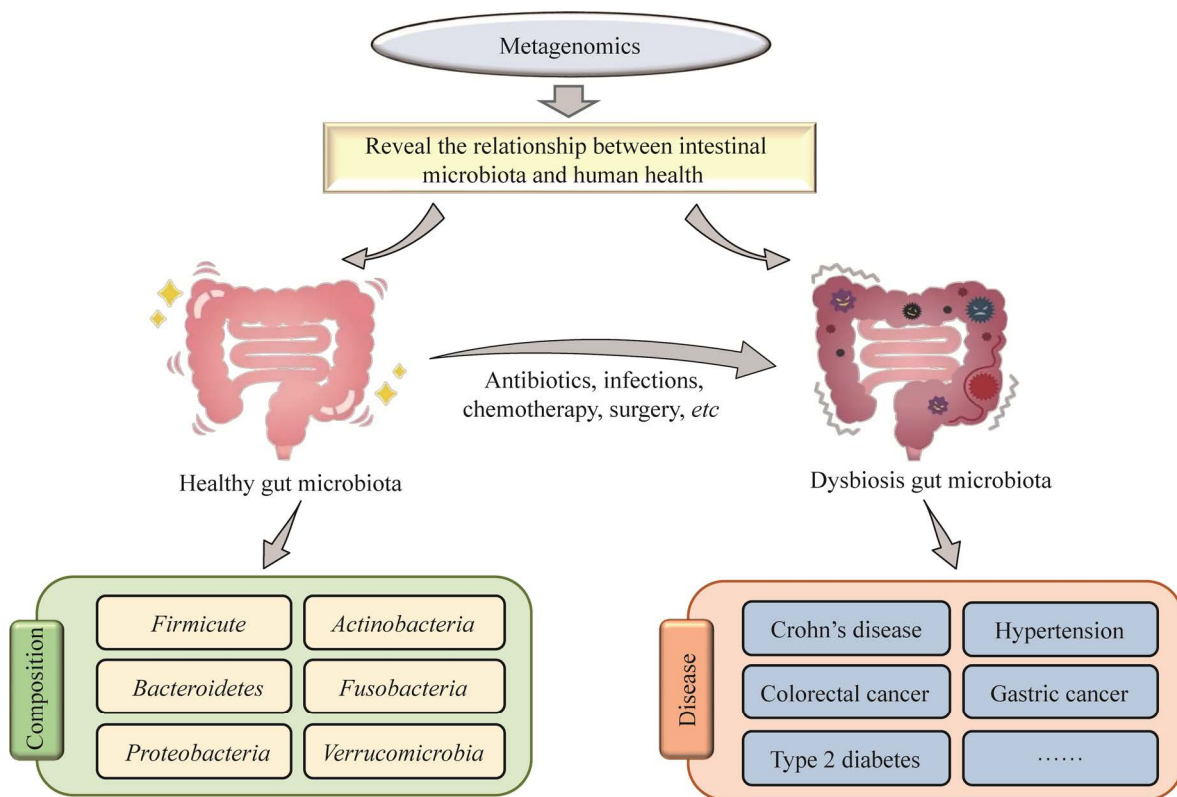 Metagenomics
Reveal the relationship between intestinal
microbiota and human health
Antibiotics, infections,
chemotherapy, surgery, etc
Healthy gut microbiota
Dysbiosis gut microbiota
Composition
Firmicute
Actinobacteria
Bacteroidetes
Fusobacteria
Proteobacteria
Verrucomicrobia
Disease
Crohn's disease
Hypertension
Colorectal cancer
Gastric cancer
Type 2 diabetes
……